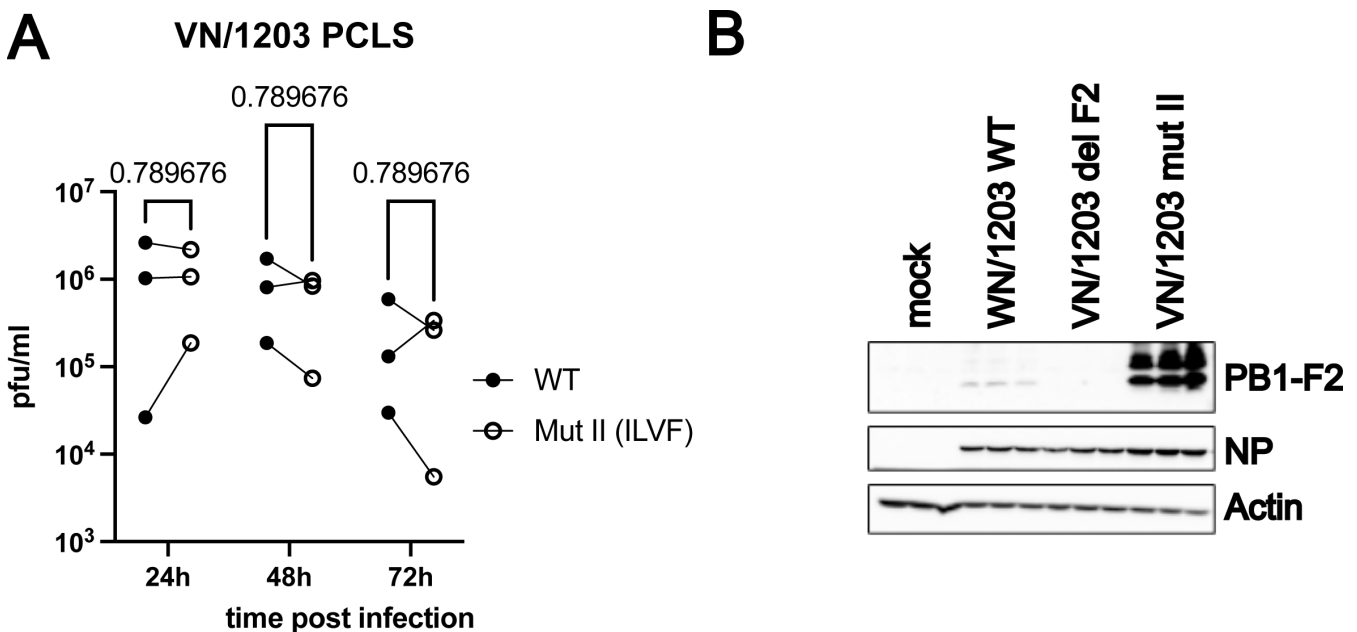 A
VN/1203 PCLS
0.789676
0.789676
0.789676
10⁷
10⁶
10⁵
10⁴
10³
pfu/ml
24h
48h
72h
time post infection
WT
Mut II (ILVF)
B
mock
WN/1203 WT
VN/1203 del F2
VN/1203 mut II
PB1-F2
NP
Actin